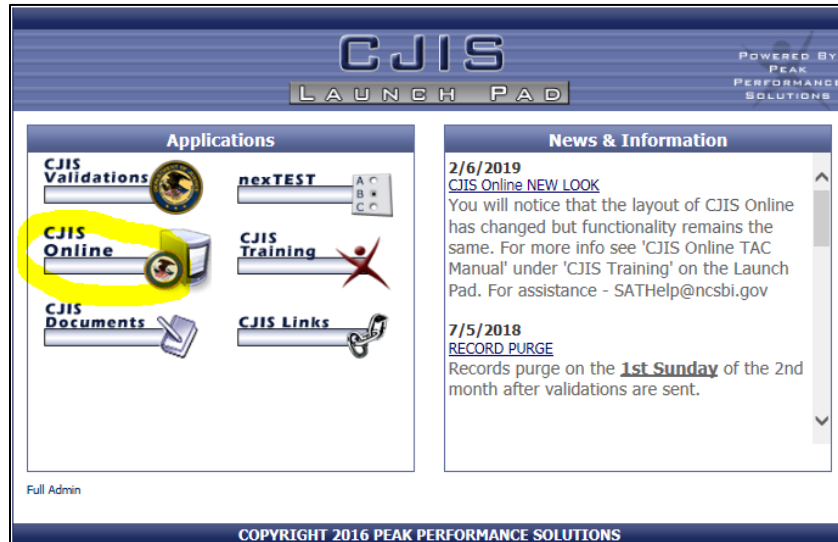 CJIS
LAUNCH PAD
POWERED BY
PEAK
PERFORMANCE
SOLUTIONS
Applications
CJIS
Validations
nexTEST
A
B
C
CJIS
Online
CJIS
Training
CJIS
Documents
CJIS Links
News & Information
2/6/2019
CJIS Online NEW LOOK
You will notice that the layout of CJIS Online
has changed but functionality remains the
same. For more info see 'CJIS Online TAC
Manual' under 'CJIS Training' on the Launch
Pad. For assistance - SATHelp@ncsbi.gov
7/5/2018
RECORD PURGE
Records purge on the 1st Sunday of the 2nd
month after validations are sent.
Full Admin
COPYRIGHT 2016 PEAK PERFORMANCE SOLUTIONS